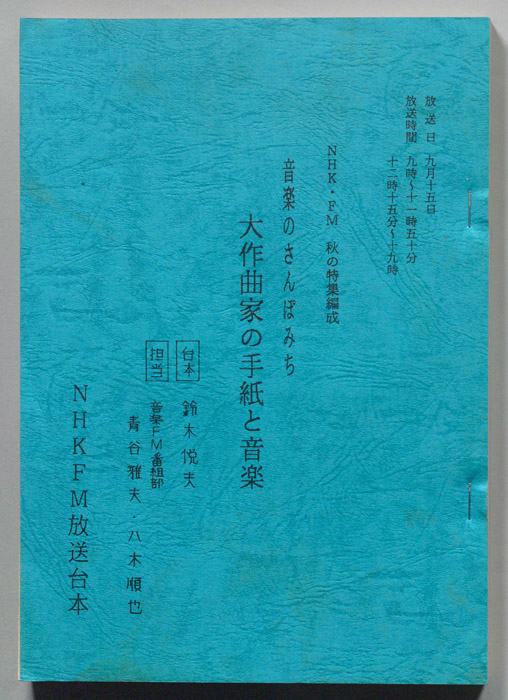 放送日 九月十五日
放送時間 九時〜十一時五十分
十二時十五分〜十九時
NHK・FM 秋の特集編成
音楽のさんぽみち
大作曲家の手紙と音楽
台本 鈴木悦夫
担当 音楽FM番組部
青谷雅夫・八木順也
NHKFM放送台本